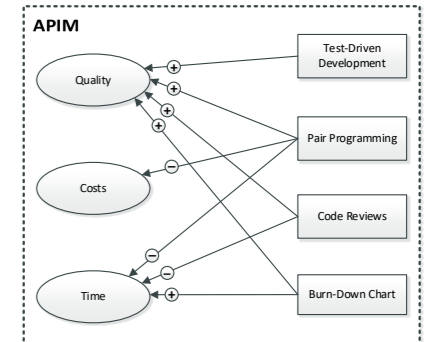 APIM
Test-Driven
Development
Quality
+
+
+
+
Pair Programming
Costs
−
Code Reviews
−
−
Time
+
Burn-Down Chart